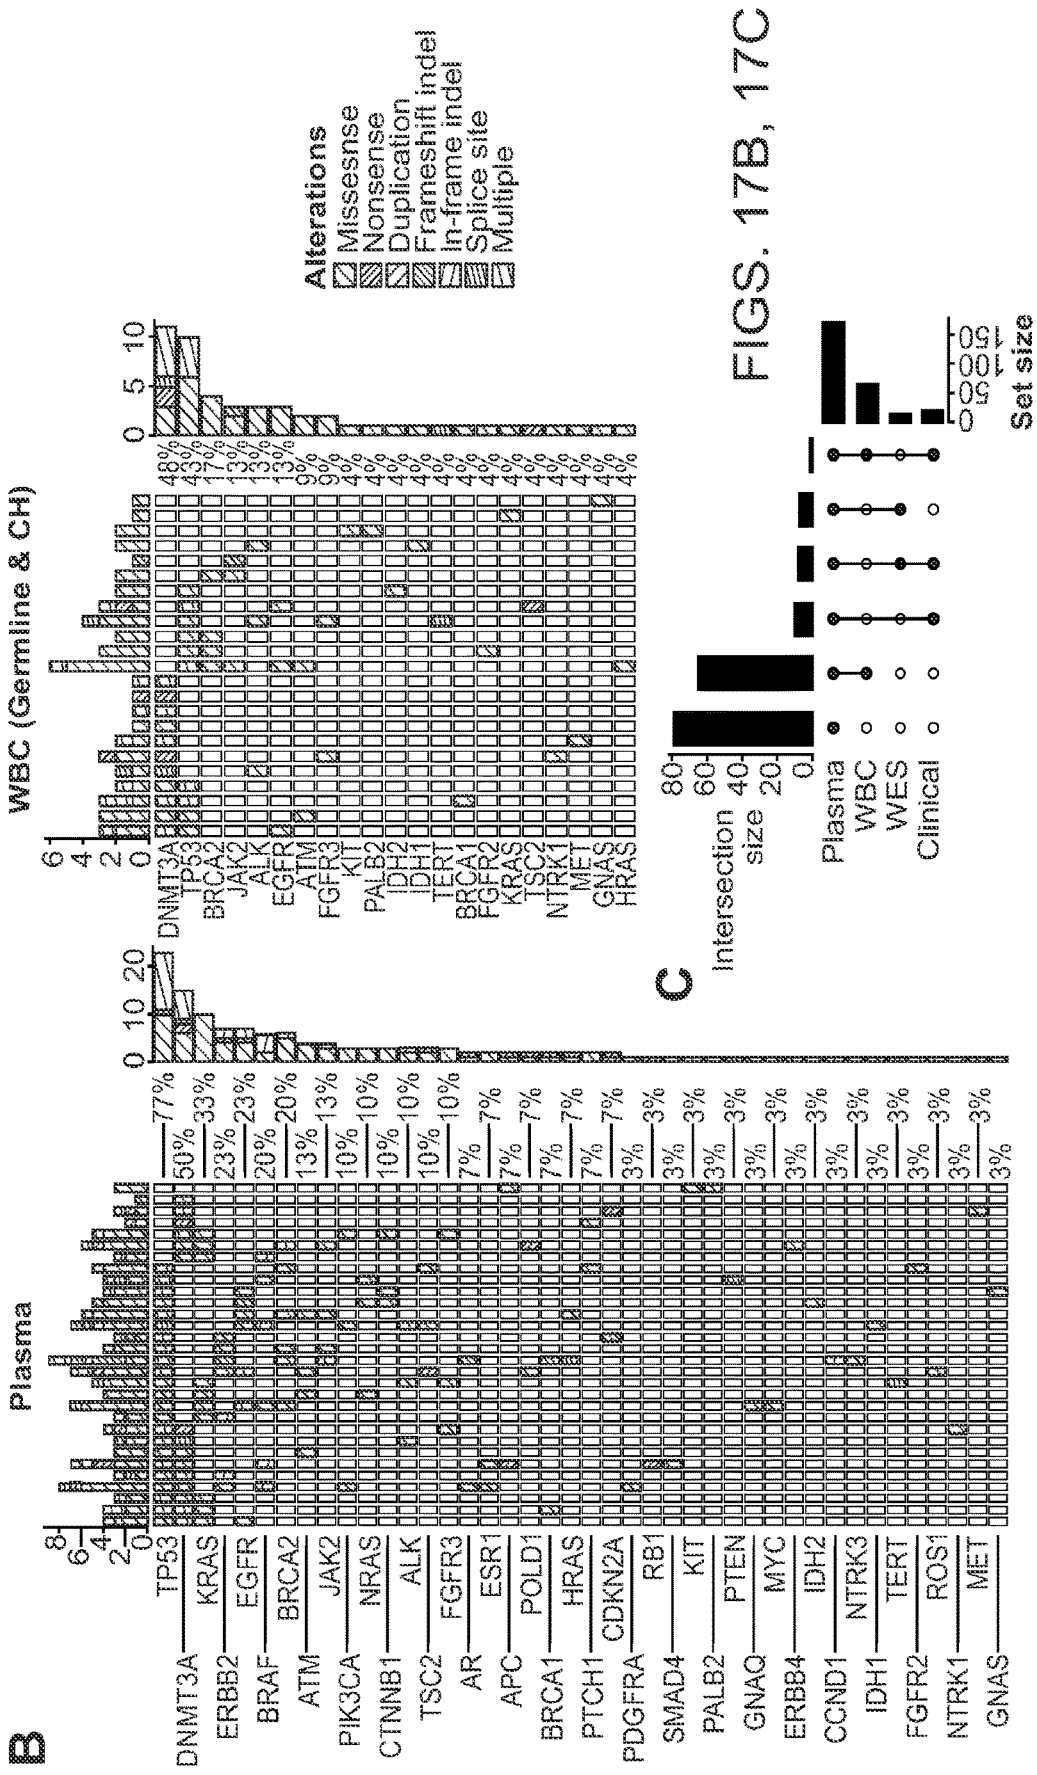 B
Plasma
8
6
4
2
0
0 10 20
TP53 77%
DNMT3A 50%
KRAS 33%
ERBB2 23%
EGFR 23%
BRAF 20%
BRCA2 20%
ATM 13%
JAK2 13%
PIK3CA 10%
NRAS 10%
CTNNB1 10%
ALK 10%
TSC2 10%
FGFR3 10%
AR 7%
ESR1 7%
APC 7%
POLD1 7%
BRCA1 7%
HRAS 7%
PTCH1 7%
CDKN2A 7%
PDGFRA 3%
RB1 3%
SMAD4 3%
KIT 3%
PALB2 3%
PTEN 3%
GNAQ 3%
MYC 3%
ERBB4 3%
IDH2 3%
CCND1 3%
NTRK3 3%
IDH1 3%
TERT 3%
FGFR2 3%
ROS1 3%
NTRK1 3%
MET 3%
GNAS 3%
WBC (Germline & CH)
6
4
2
0
0 5 10
DNMT3A 48%
TP53 43%
BRCA2 17%
JAK2 13%
ALK 13%
EGFR 13%
ATM 9%
FGFR3 9%
KIT 4%
PALB2 4%
IDH2 4%
IDH1 4%
TERT 4%
BRCA1 4%
FGFR2 4%
KRAS 4%
TSC2 4%
NTRK1 4%
MET 4%
GNAS 4%
HRAS 4%
Alterations
Missesnse
Nonsense
Duplication
Frameshift indel
In-frame indel
Splice site
Multiple
C
Intersection
size
80
60
40
20
0
Plasma
WBC
WES
Clinical
0 50 100 150
Set size
FIGS. 17B, 17C